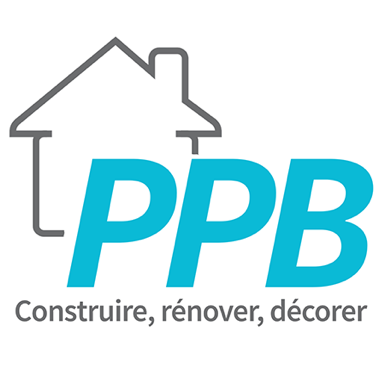 PPB
Construire, rénover, décorer